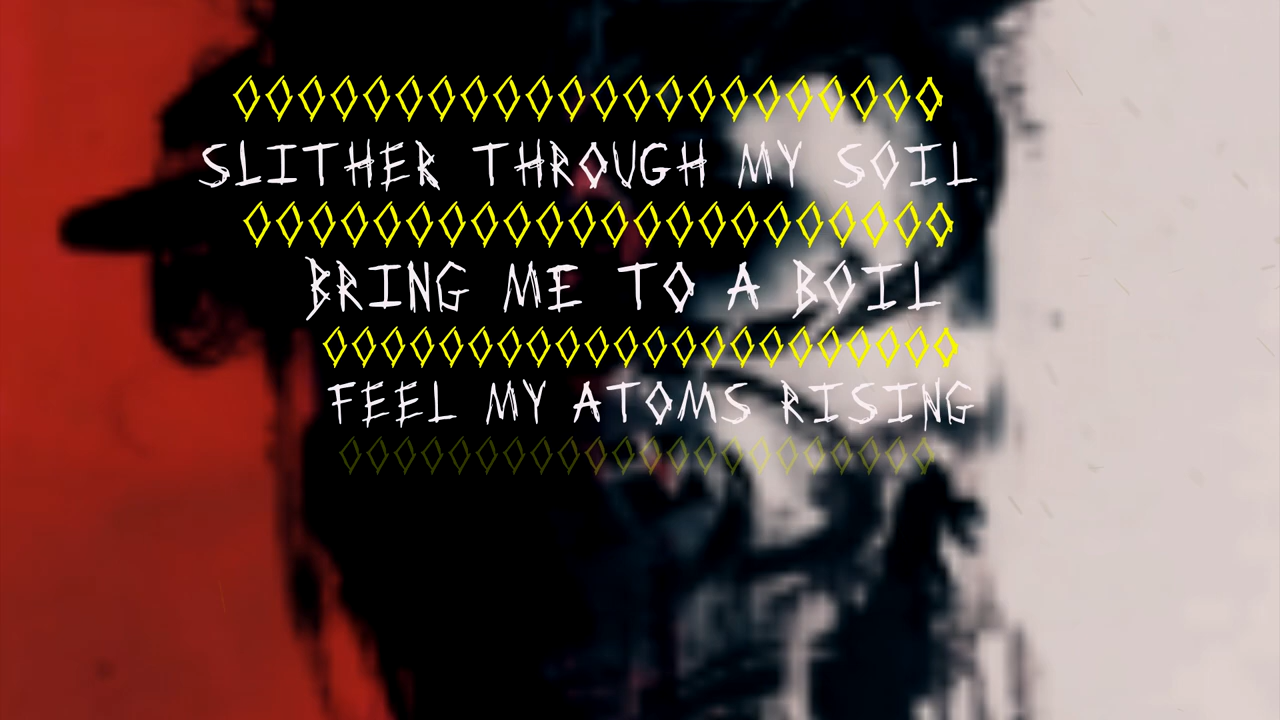 SLITHER THROUGH MY SOIL
BRING ME TO A BOIL
FEEL MY ATOMS RISING